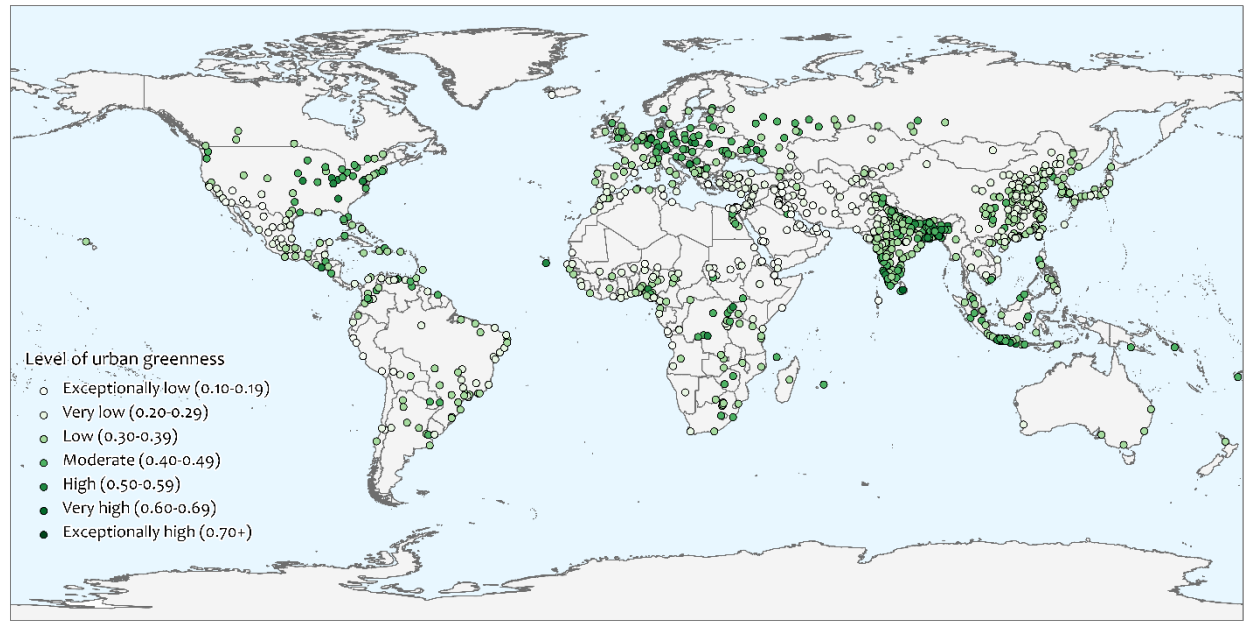 Level of urban greenness
Exceptionally low (0.10-0.19)
Very low (0.20-0.29)
Low (0.30-0.39)
Moderate (0.40-0.49)
High (0.50-0.59)
Very high (0.60-0.69)
Exceptionally high (0.70+)